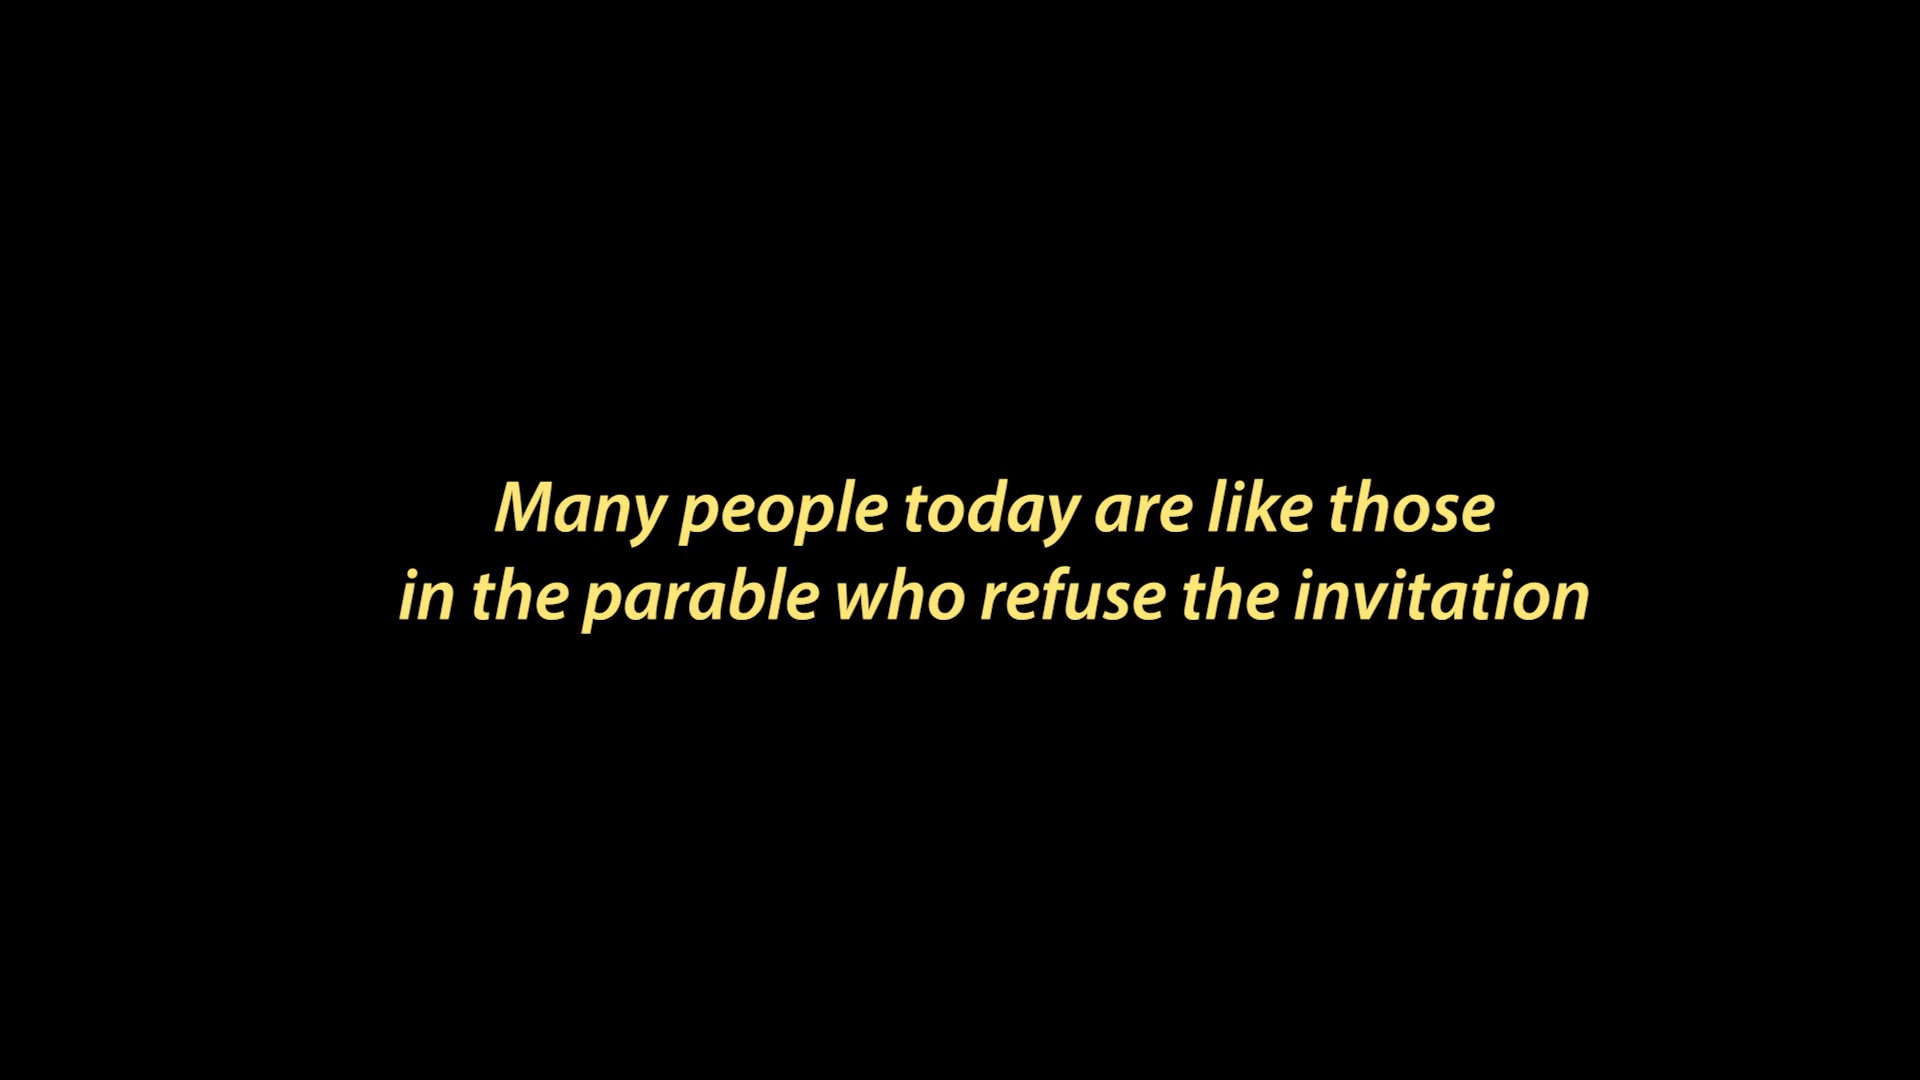 Many people today are like those
in the parable who refuse the invitation